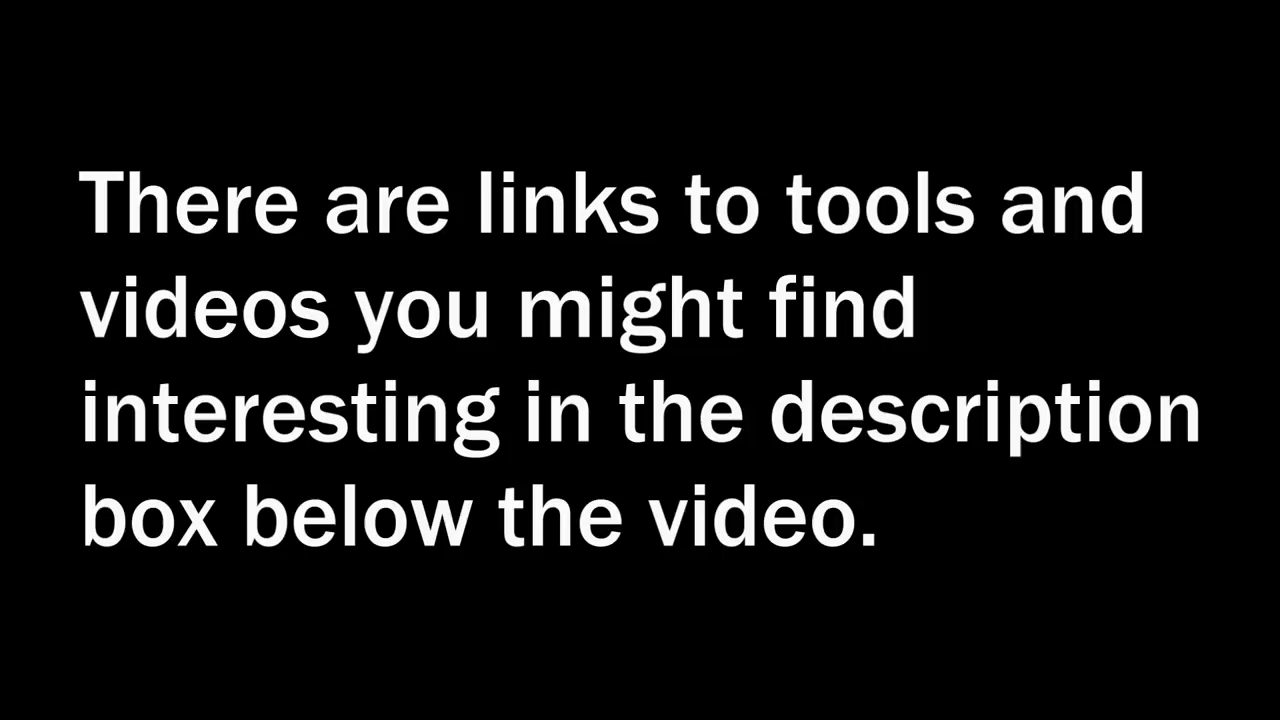 There are links to tools and
videos you might find
interesting in the description
box below the video.